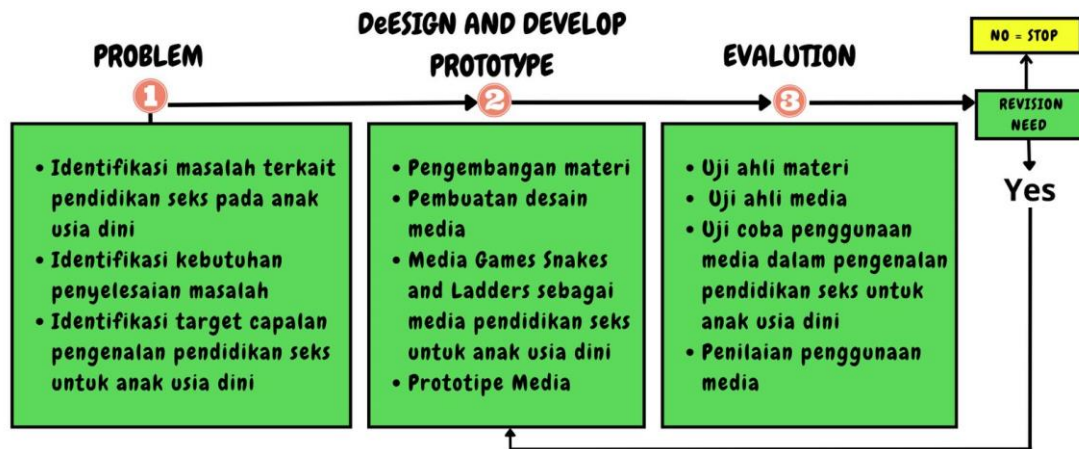 PROBLEM
1
• Identifikasi masalah terkait
pendidikan seks pada anak
usia dini
• Identifikasi kebutuhan
penyelesaian masalah
• Identifikasi target capalan
pengenalan pendidikan seks
untuk anak usia dini
DeESIGN AND DEVELOP
PROTOTYPE
2
• Pengembangan materi
• Pembuatan desain
media
• Media Games Snakes
and Ladders sebagai
media pendidikan seks
untuk anak usia dini
• Prototipe Media
EVALUTION
3
• Uji ahli materi
• Uji ahli media
• Uji coba penggunaan
media dalam pengenalan
pendidikan seks untuk
anak usia dini
• Penilaian penggunaan
media
NO = STOP
REVISION
NEED
Yes